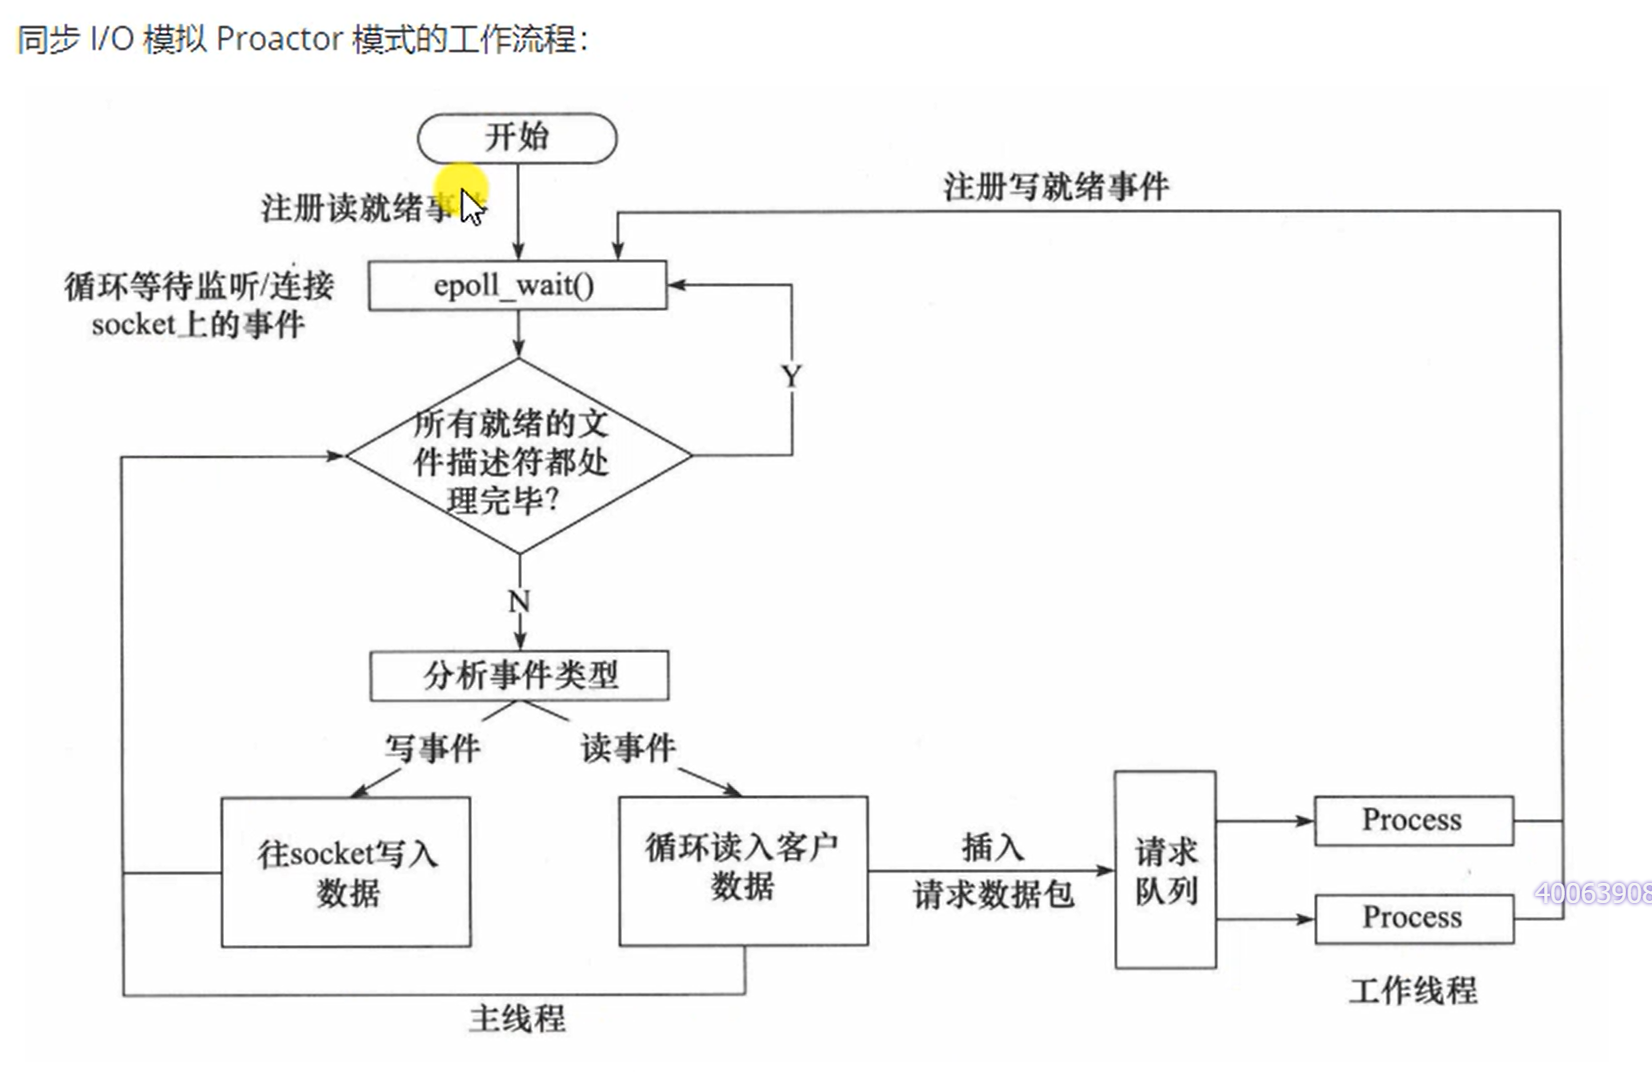 同步 I/O 模拟 Proactor 模式的工作流程：
开始
注册读就绪事件
注册写就绪事件
循环等待监听/连接
socket上的事件
epoll_wait()
Y
所有就绪的文
件描述符都处
理完毕？
N
分析事件类型
写事件
读事件
往socket写入
数据
循环读入客户
数据
插入
请求数据包
请求
队列
Process
Process
40063908
工作线程
主线程